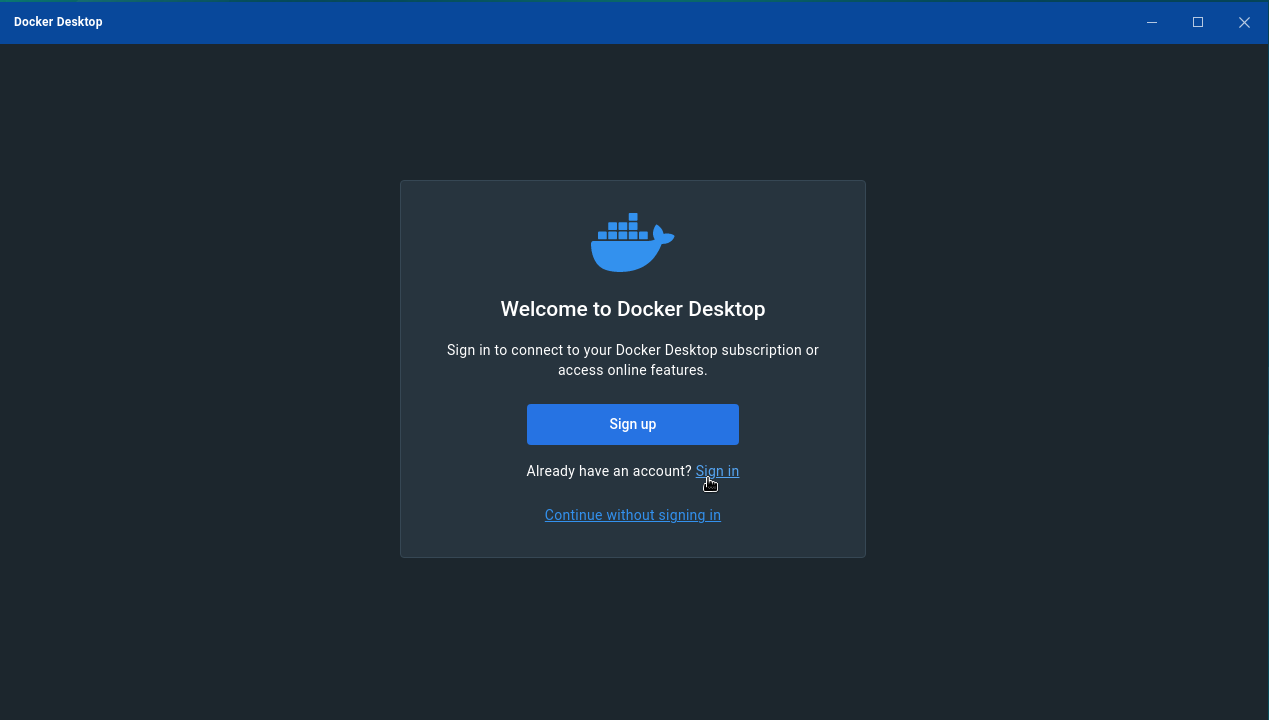 Docker Desktop
Welcome to Docker Desktop
Sign in to connect to your Docker Desktop subscription or
access online features.
Sign up
Already have an account? Sign in
Continue without signing in